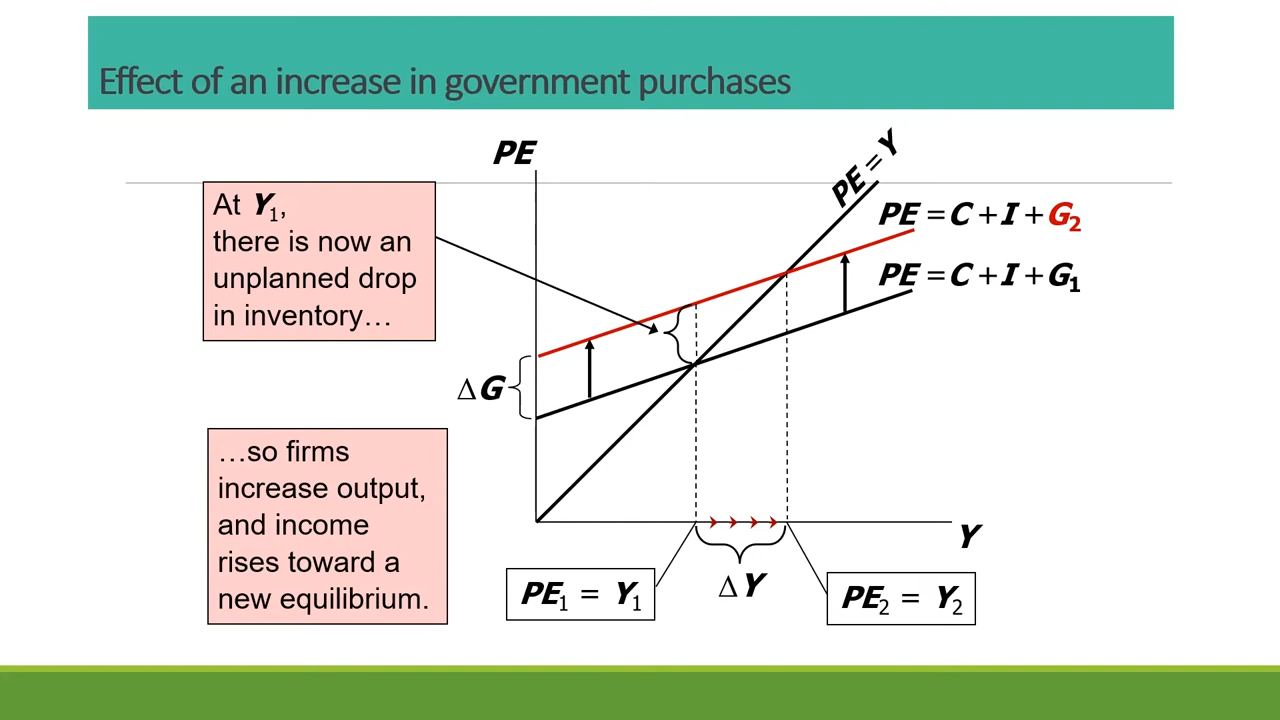 Effect of an increase in government purchases
PE
PE = Y
At Y₁,
there is now an
unplanned drop
in inventory…
PE = C + I + G₂
PE = C + I + G₁
ΔG
…so firms
increase output,
and income
rises toward a
new equilibrium.
Y
PE₁ = Y₁
ΔY
PE₂ = Y₂